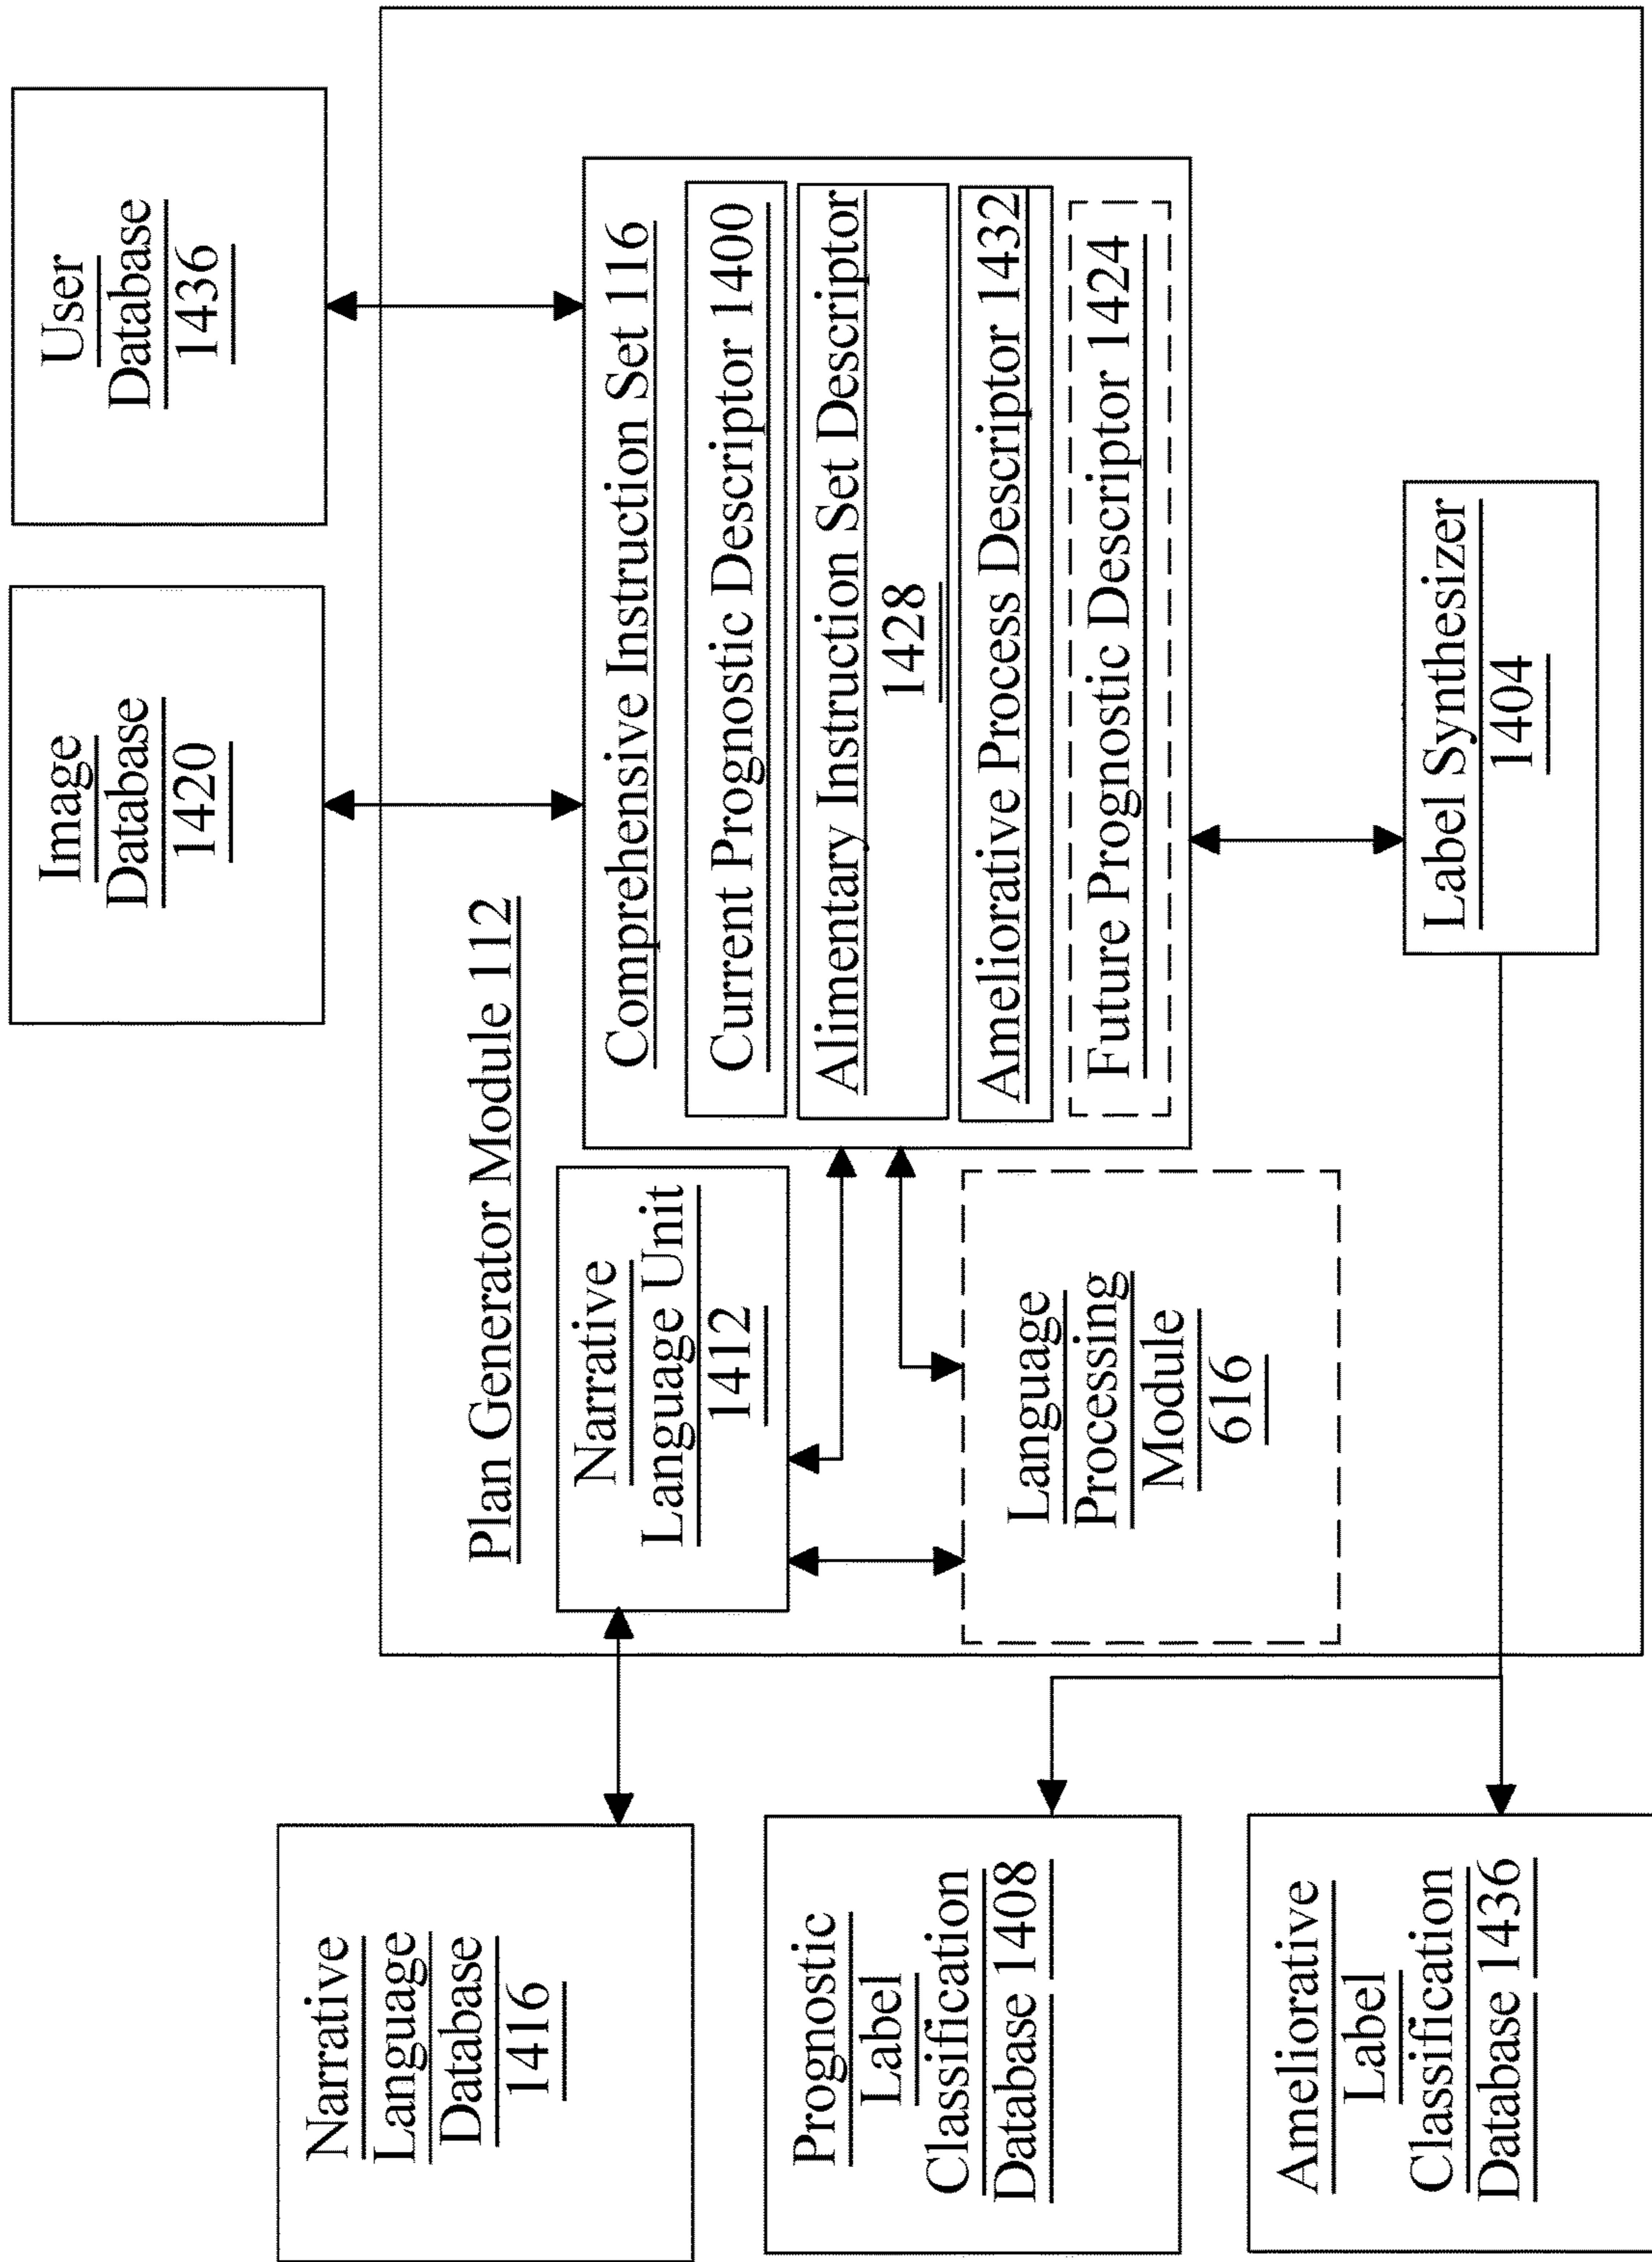 Image
Database
1420
User
Database
1436
Narrative
Language
Database
1416
Plan Generator Module 112
Narrative
Language Unit
1412
Comprehensive Instruction Set 116
Current Prognostic Descriptor 1400
Alimentary Instruction Set Descriptor
1428
Ameliorative Process Descriptor 1432
Future Prognostic Descriptor 1424
Language
Processing
Module
616
Prognostic
Label
Classification
Database 1408
Label Synthesizer
1404
Ameliorative
Label
Classification
Database 1436